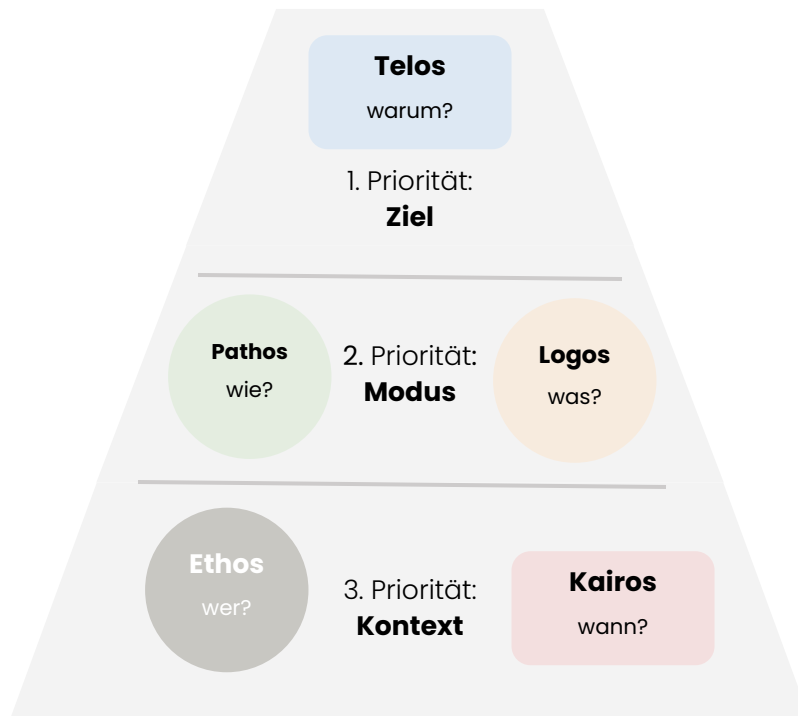 Telos
warum?
1. Priorität:
Ziel
Pathos
wie?
2. Priorität:
Modus
Logos
was?
Ethos
wer?
3. Priorität:
Kontext
Kairos
wann?